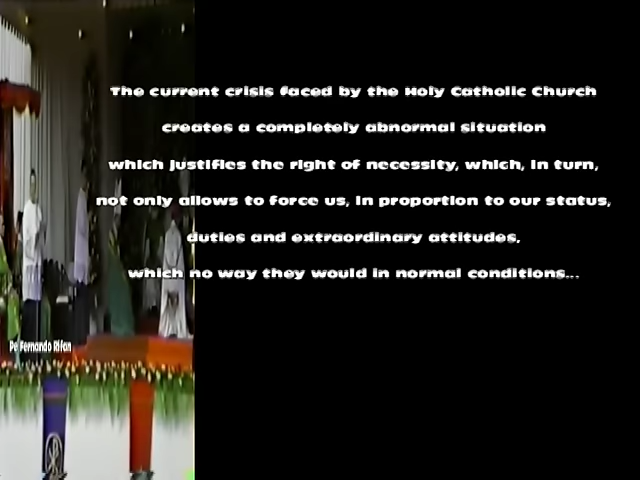 The current crisis faced by the Holy Catholic Church
creates a completely abnormal situation
which justifies the right of necessity, which, in turn,
not only allows to force us, in proportion to our status,
duties and extraordinary attitudes,
which no way they would in normal conditions...
Pe Fernando Rifan